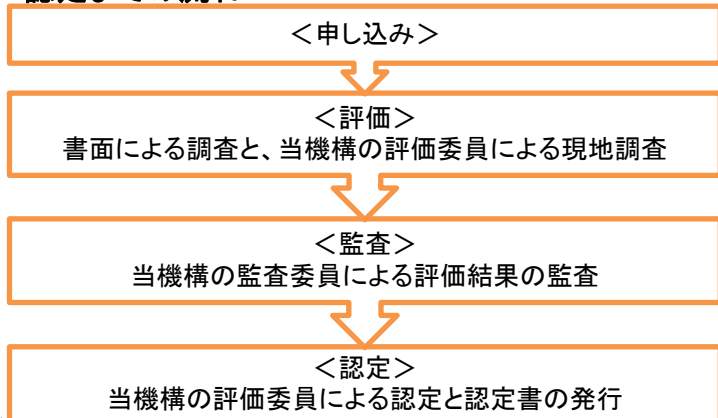 ＜申し込み＞
＜評価＞
書面による調査と、当機構の評価委員による現地調査
＜監査＞
当機構の監査委員による評価結果の監査
＜認定＞
当機構の評価委員による認定と認定書の発行